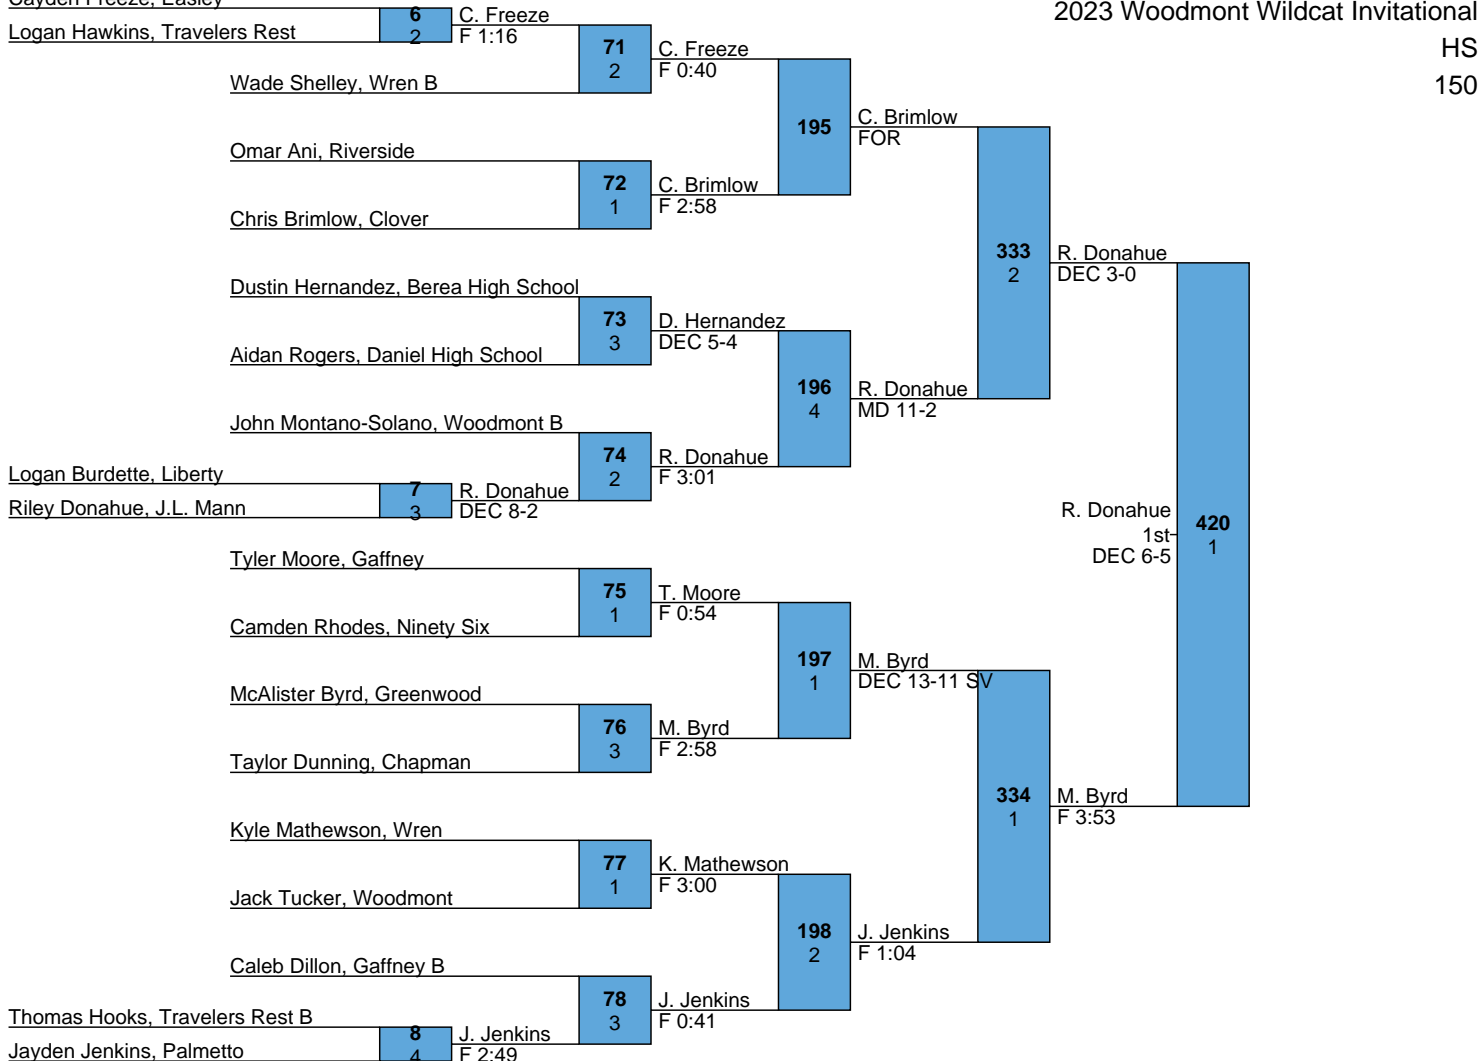 2023 Woodmont Wildcat Invitational
HS
150
Logan Hawkins, Travelers Rest
6
2
C. Freeze
F 1:16
Wade Shelley, Wren B
71
2
C. Freeze
F 0:40
Omar Ani, Riverside
Chris Brimlow, Clover
72
1
C. Brimlow
F 2:58
195
C. Brimlow
FOR
Dustin Hernandez, Berea High School
Aidan Rogers, Daniel High School
73
3
D. Hernandez
DEC 5-4
John Montano-Solano, Woodmont B
Logan Burdette, Liberty
Riley Donahue, J.L. Mann
7
3
R. Donahue
DEC 8-2
74
2
R. Donahue
F 3:01
196
4
R. Donahue
MD 11-2
333
2
R. Donahue
DEC 3-0
Tyler Moore, Gaffney
Camden Rhodes, Ninety Six
75
1
T. Moore
F 0:54
McAlister Byrd, Greenwood
Taylor Dunning, Chapman
76
3
M. Byrd
F 2:58
197
1
M. Byrd
DEC 13-11 SV
Kyle Mathewson, Wren
Jack Tucker, Woodmont
77
1
K. Mathewson
F 3:00
Caleb Dillon, Gaffney B
Thomas Hooks, Travelers Rest B
Jayden Jenkins, Palmetto
8
4
J. Jenkins
F 2:49
78
3
J. Jenkins
F 0:41
198
2
J. Jenkins
F 1:04
334
1
M. Byrd
F 3:53
R. Donahue
1st
DEC 6-5
420
1